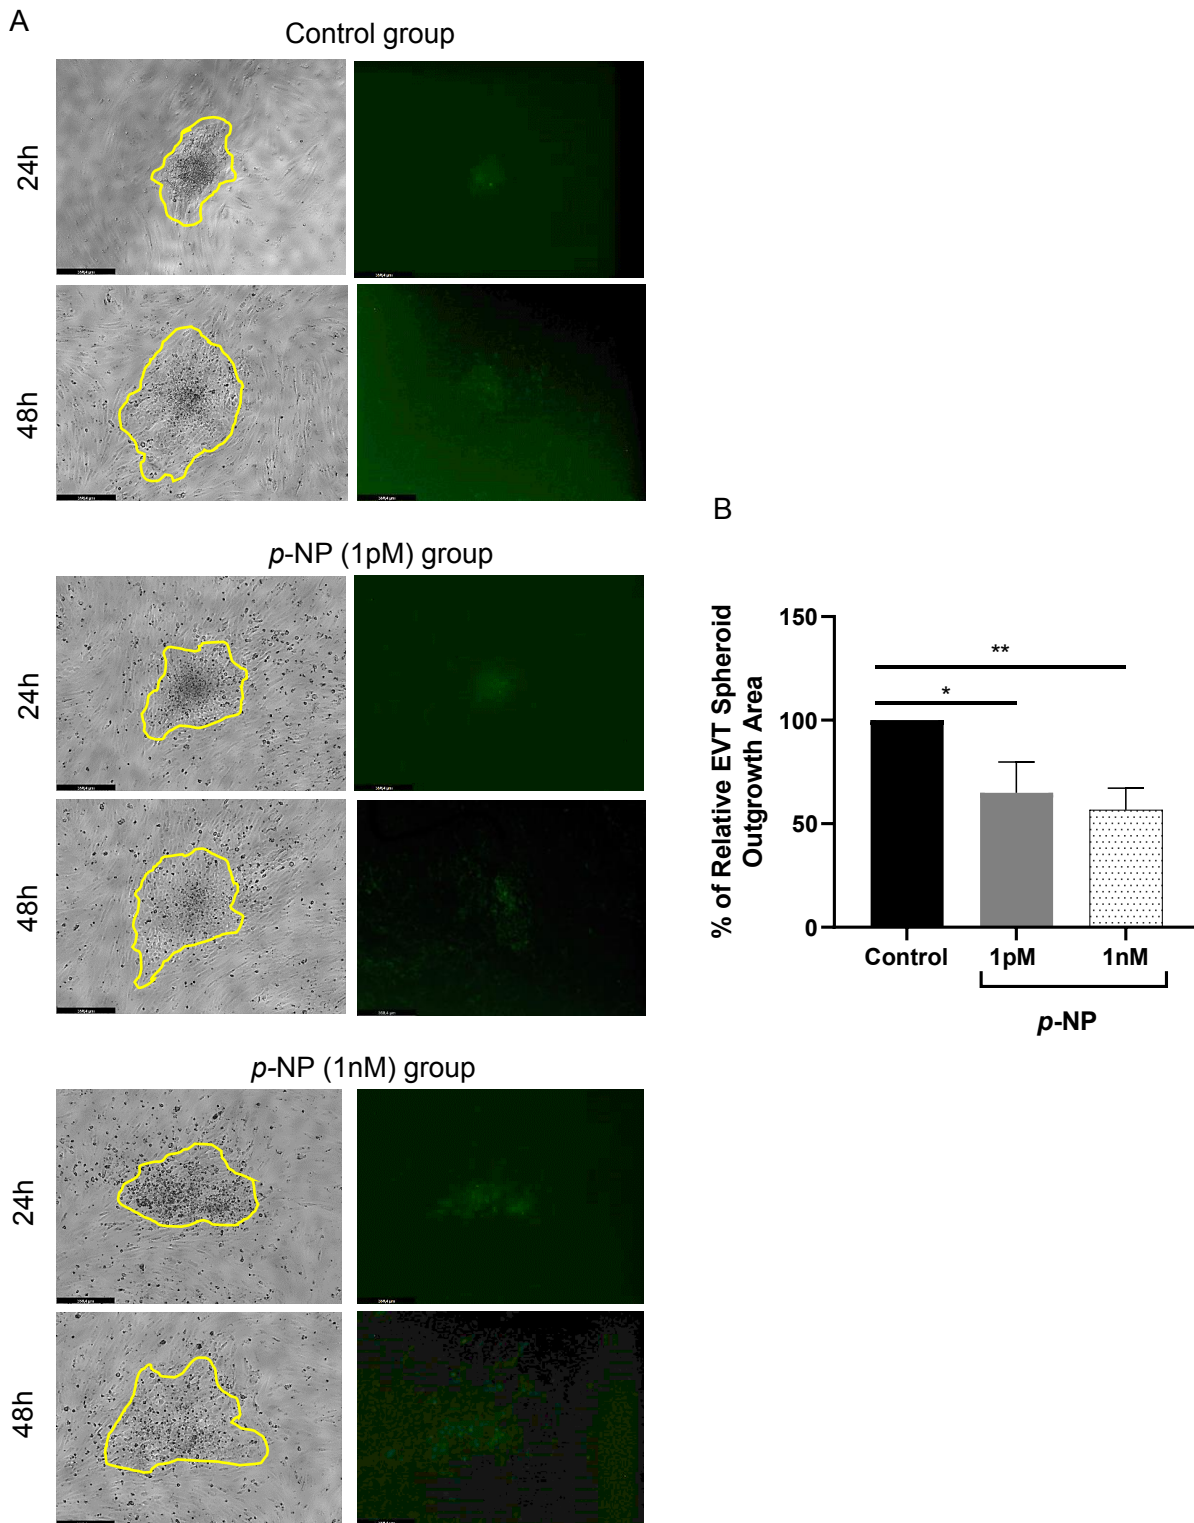 A
Control group
24h
48h
p-NP (1pM) group
24h
48h
p-NP (1nM) group
24h
48h
B
% of Relative EVT Spheroid
Outgrowth Area
150
100
50
0
**
*
Control
1pM
1nM
p-NP